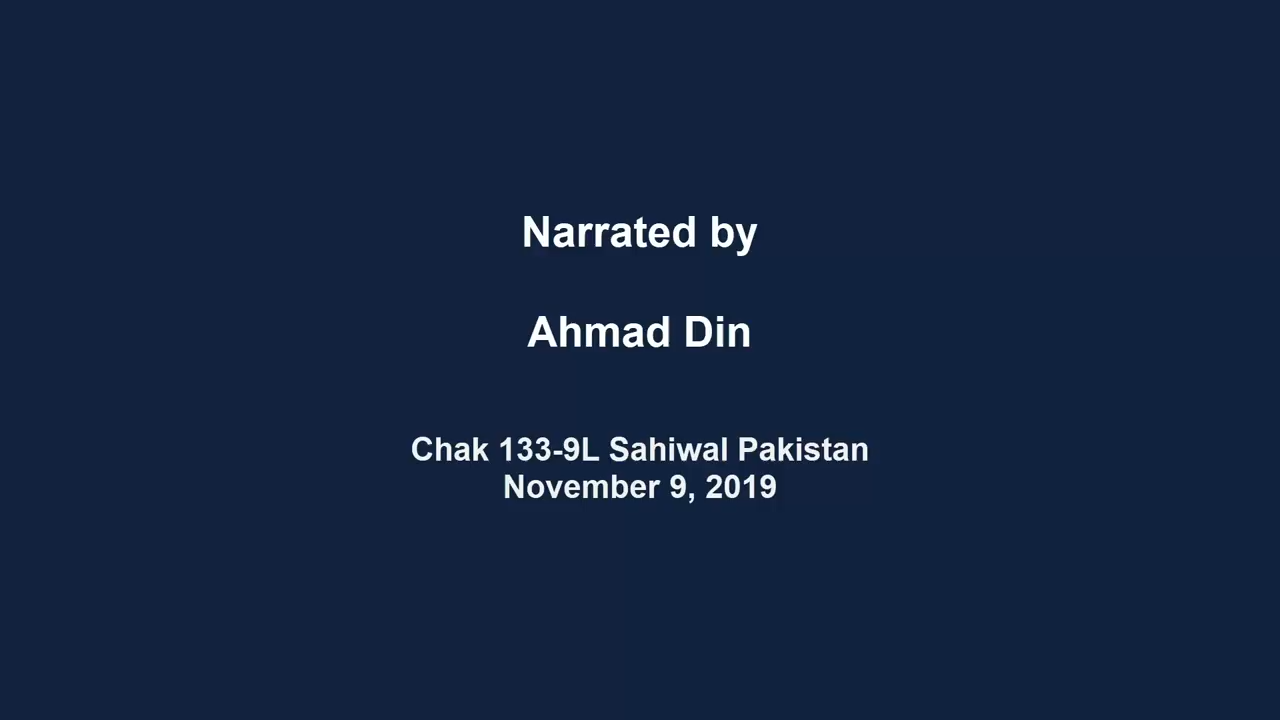 Narrated by
Ahmad Din
Chak 133-9L Sahiwal Pakistan
November 9, 2019